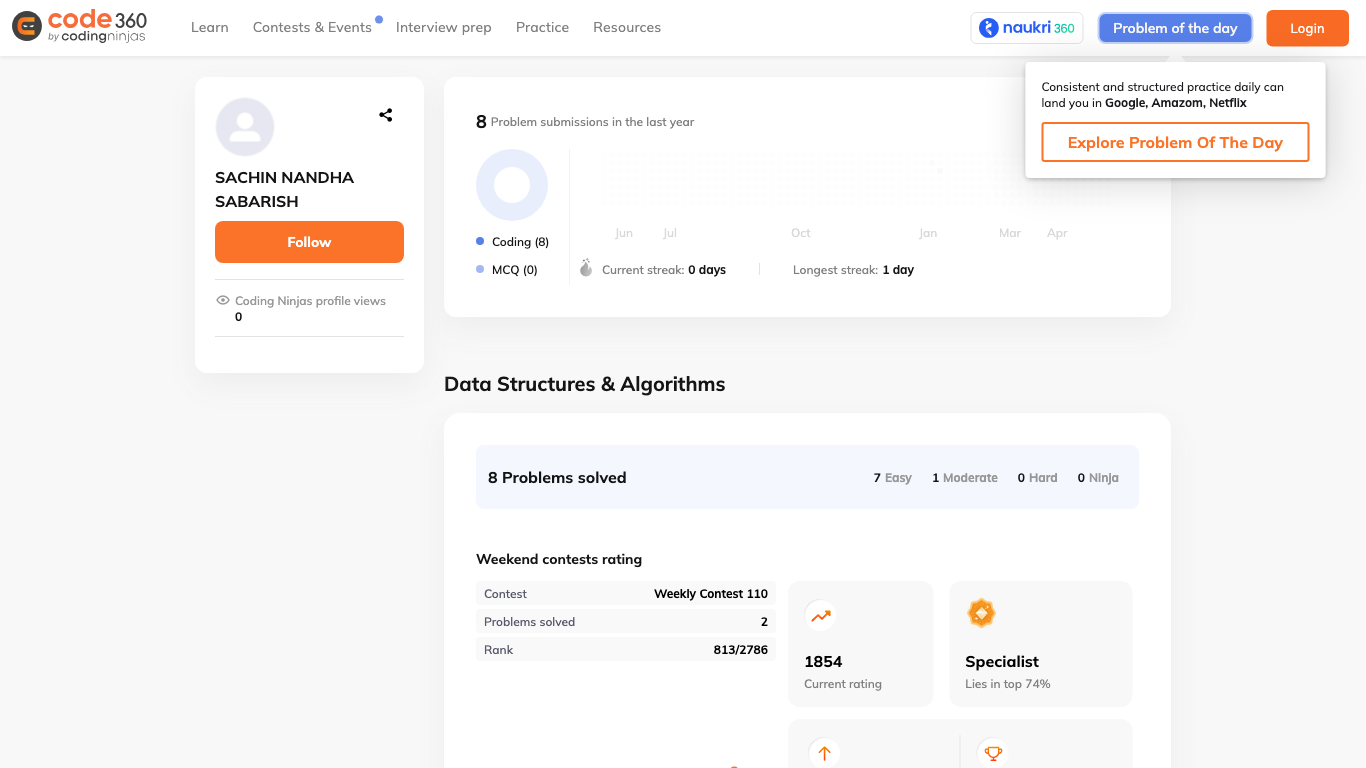 code 360
by codingninjas
Learn
Contests & Events
Interview prep
Practice
Resources
naukri 360
Problem of the day
Login
Consistent and structured practice daily can
land you in Google, Amazom, Netflix
Explore Problem Of The Day
SACHIN NANDHA
SABARISH
Follow
Coding Ninjas profile views
0
8 Problem submissions in the last year
Coding (8)
MCQ (0)
Jun Jul Oct Jan Mar Apr
Current streak: 0 days
Longest streak: 1 day
Data Structures & Algorithms
8 Problems solved
7 Easy 1 Moderate 0 Hard 0 Ninja
Weekend contests rating
Contest Weekly Contest 110
Problems solved 2
Rank 813/2786
1854
Current rating
Specialist
Lies in top 74%